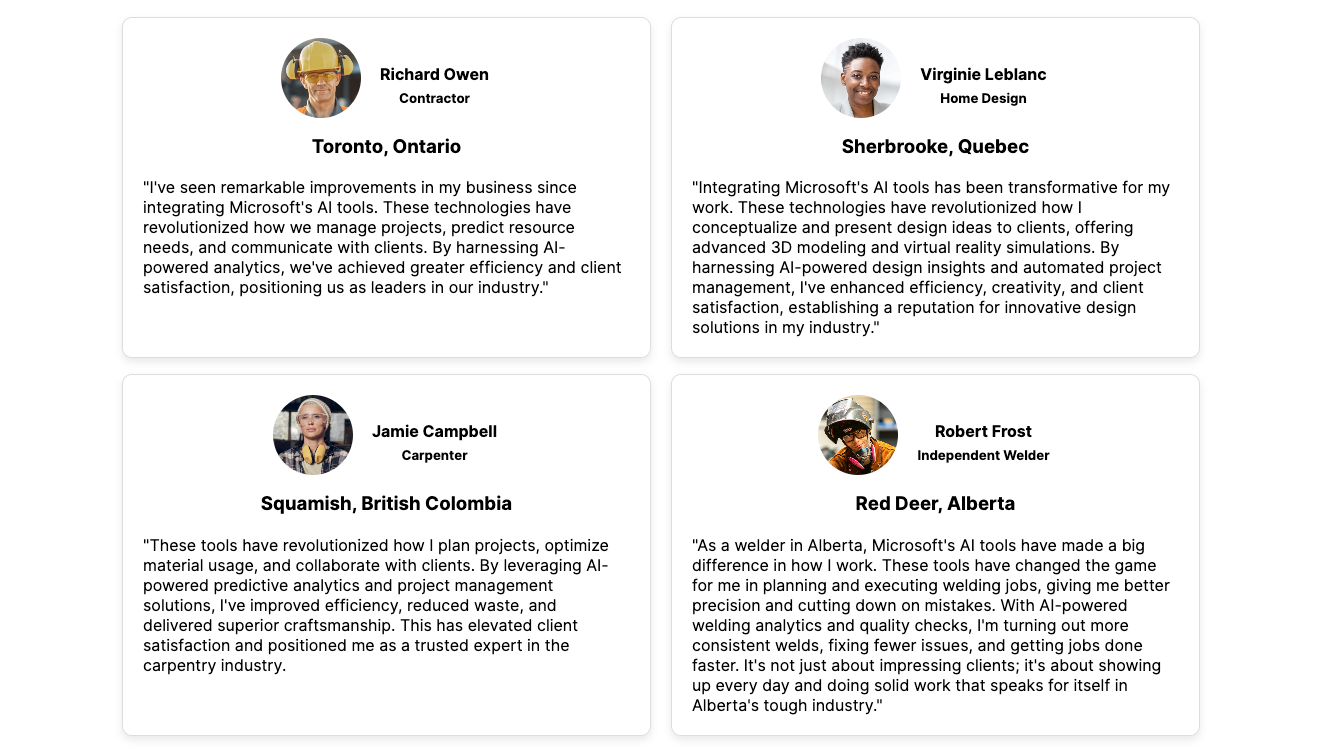 Richard Owen
Contractor
Toronto, Ontario
"I've seen remarkable improvements in my business since
integrating Microsoft's AI tools. These technologies have
revolutionized how we manage projects, predict resource
needs, and communicate with clients. By harnessing AI-
powered analytics, we've achieved greater efficiency and client
satisfaction, positioning us as leaders in our industry."
Virginie Leblanc
Home Design
Sherbrooke, Quebec
"Integrating Microsoft's AI tools has been transformative for my
work. These technologies have revolutionized how I
conceptualize and present design ideas to clients, offering
advanced 3D modeling and virtual reality simulations. By
harnessing AI-powered design insights and automated project
management, I've enhanced efficiency, creativity, and client
satisfaction, establishing a reputation for innovative design
solutions in my industry."
Jamie Campbell
Carpenter
Squamish, British Colombia
"These tools have revolutionized how I plan projects, optimize
material usage, and collaborate with clients. By leveraging AI-
powered predictive analytics and project management
solutions, I've improved efficiency, reduced waste, and
delivered superior craftsmanship. This has elevated client
satisfaction and positioned me as a trusted expert in the
carpentry industry.
Robert Frost
Independent Welder
Red Deer, Alberta
"As a welder in Alberta, Microsoft's AI tools have made a big
difference in how I work. These tools have changed the game
for me in planning and executing welding jobs, giving me better
precision and cutting down on mistakes. With AI-powered
welding analytics and quality checks, I'm turning out more
consistent welds, fixing fewer issues, and getting jobs done
faster. It's not just about impressing clients; it's about showing
up every day and doing solid work that speaks for itself in
Alberta's tough industry."